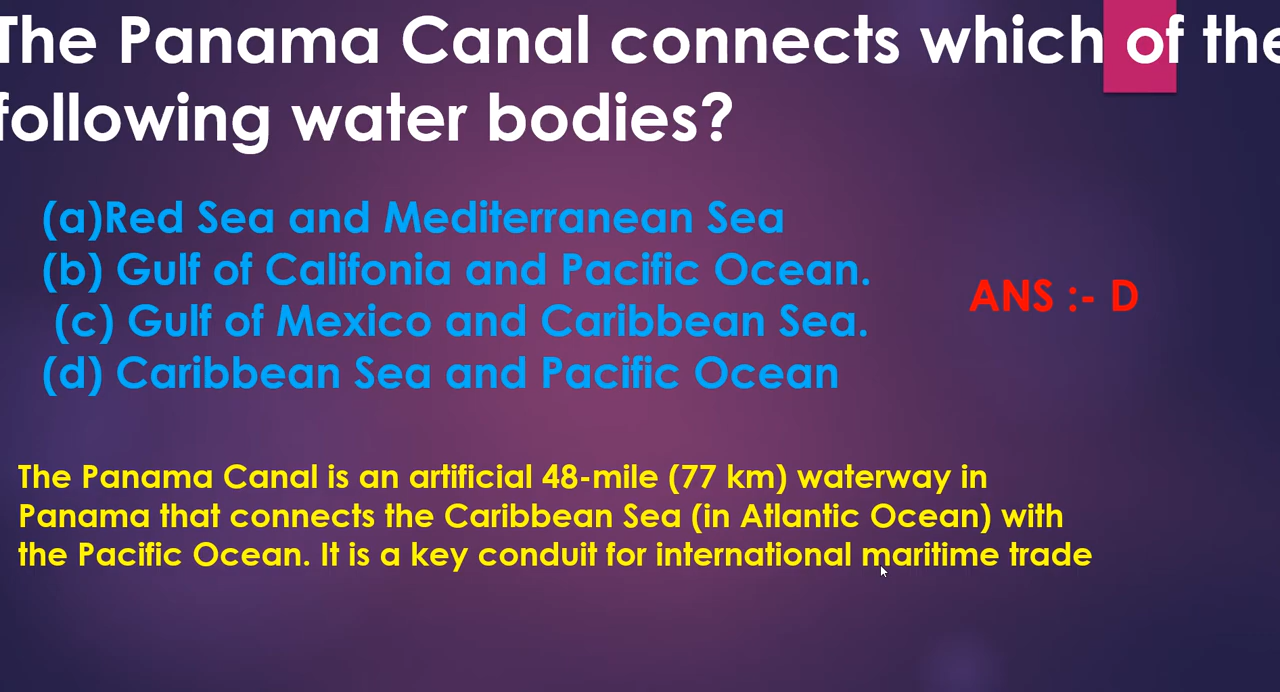 The Panama Canal connects which of the
following water bodies?
(a)Red Sea and Mediterranean Sea
(b) Gulf of Califonia and Pacific Ocean.
(c) Gulf of Mexico and Caribbean Sea.
(d) Caribbean Sea and Pacific Ocean
ANS :- D
The Panama Canal is an artificial 48-mile (77 km) waterway in
Panama that connects the Caribbean Sea (in Atlantic Ocean) with
the Pacific Ocean. It is a key conduit for international maritime trade